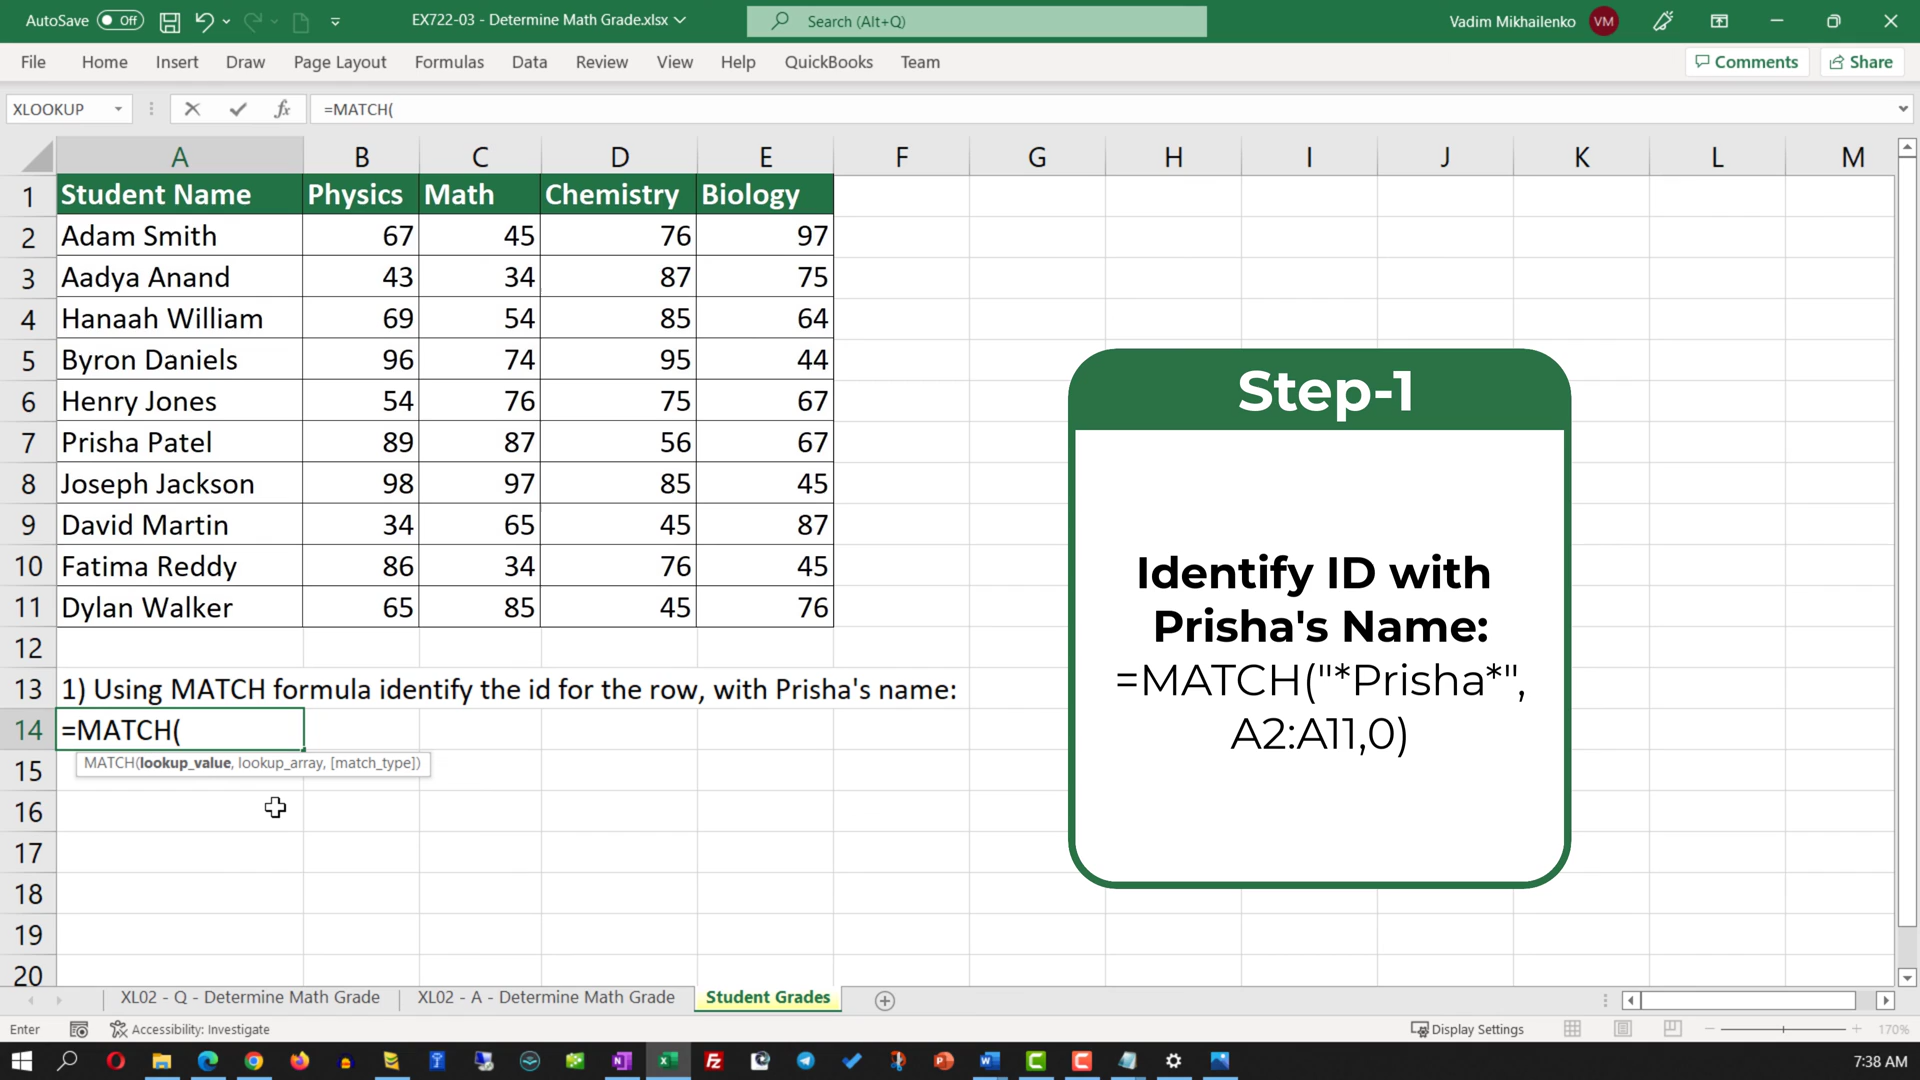 AutoSave Off
EX722-03 - Determine Math Grade.xlsx
Search (Alt+Q)
Vadim Mikhailenko VM
File Home Insert Draw Page Layout Formulas Data Review View Help QuickBooks Team Comments Share
XLOOKUP fx =MATCH(
A B C D E F G H I J K L M
1 Student Name Physics Math Chemistry Biology
2 Adam Smith 67 45 76 97
3 Aadya Anand 43 34 87 75
4 Hanaah William 69 54 85 64
5 Byron Daniels 96 74 95 44
6 Henry Jones 54 76 75 67
7 Prisha Patel 89 87 56 67
8 Joseph Jackson 98 97 85 45
9 David Martin 34 65 45 87
10 Fatima Reddy 86 34 76 45
11 Dylan Walker 65 85 45 76
12
13 1) Using MATCH formula identify the id for the row, with Prisha's name:
14 =MATCH(
MATCH(lookup_value, lookup_array, [match_type])
15
16
17
18
19
20
Step-1
Identify ID with
Prisha's Name:
=MATCH("*Prisha*",
A2:A11,0)
XL02 - Q - Determine Math Grade XL02 - A - Determine Math Grade Student Grades
Enter Accessibility: Investigate Display Settings 170%
7:38 AM